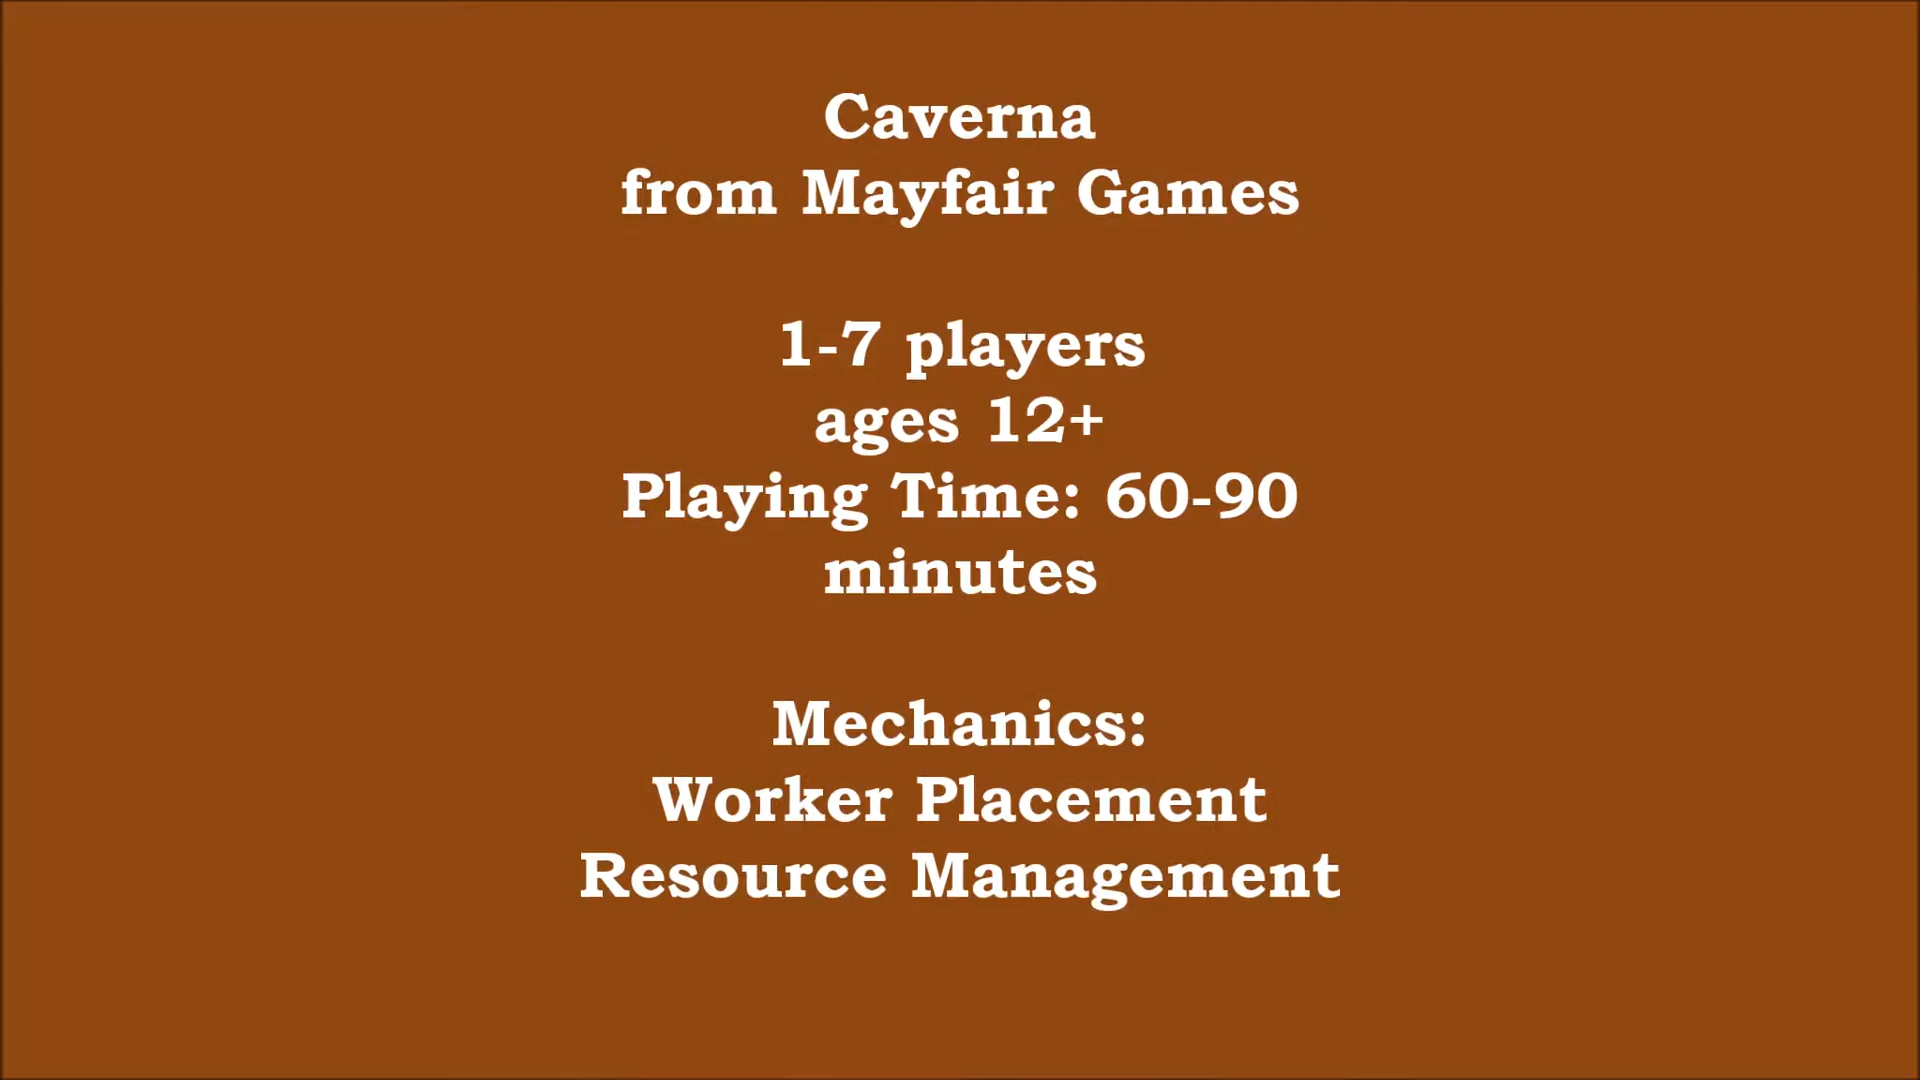 Caverna
from Mayfair Games
1-7 players
ages 12+
Playing Time: 60-90
minutes
Mechanics:
Worker Placement
Resource Management